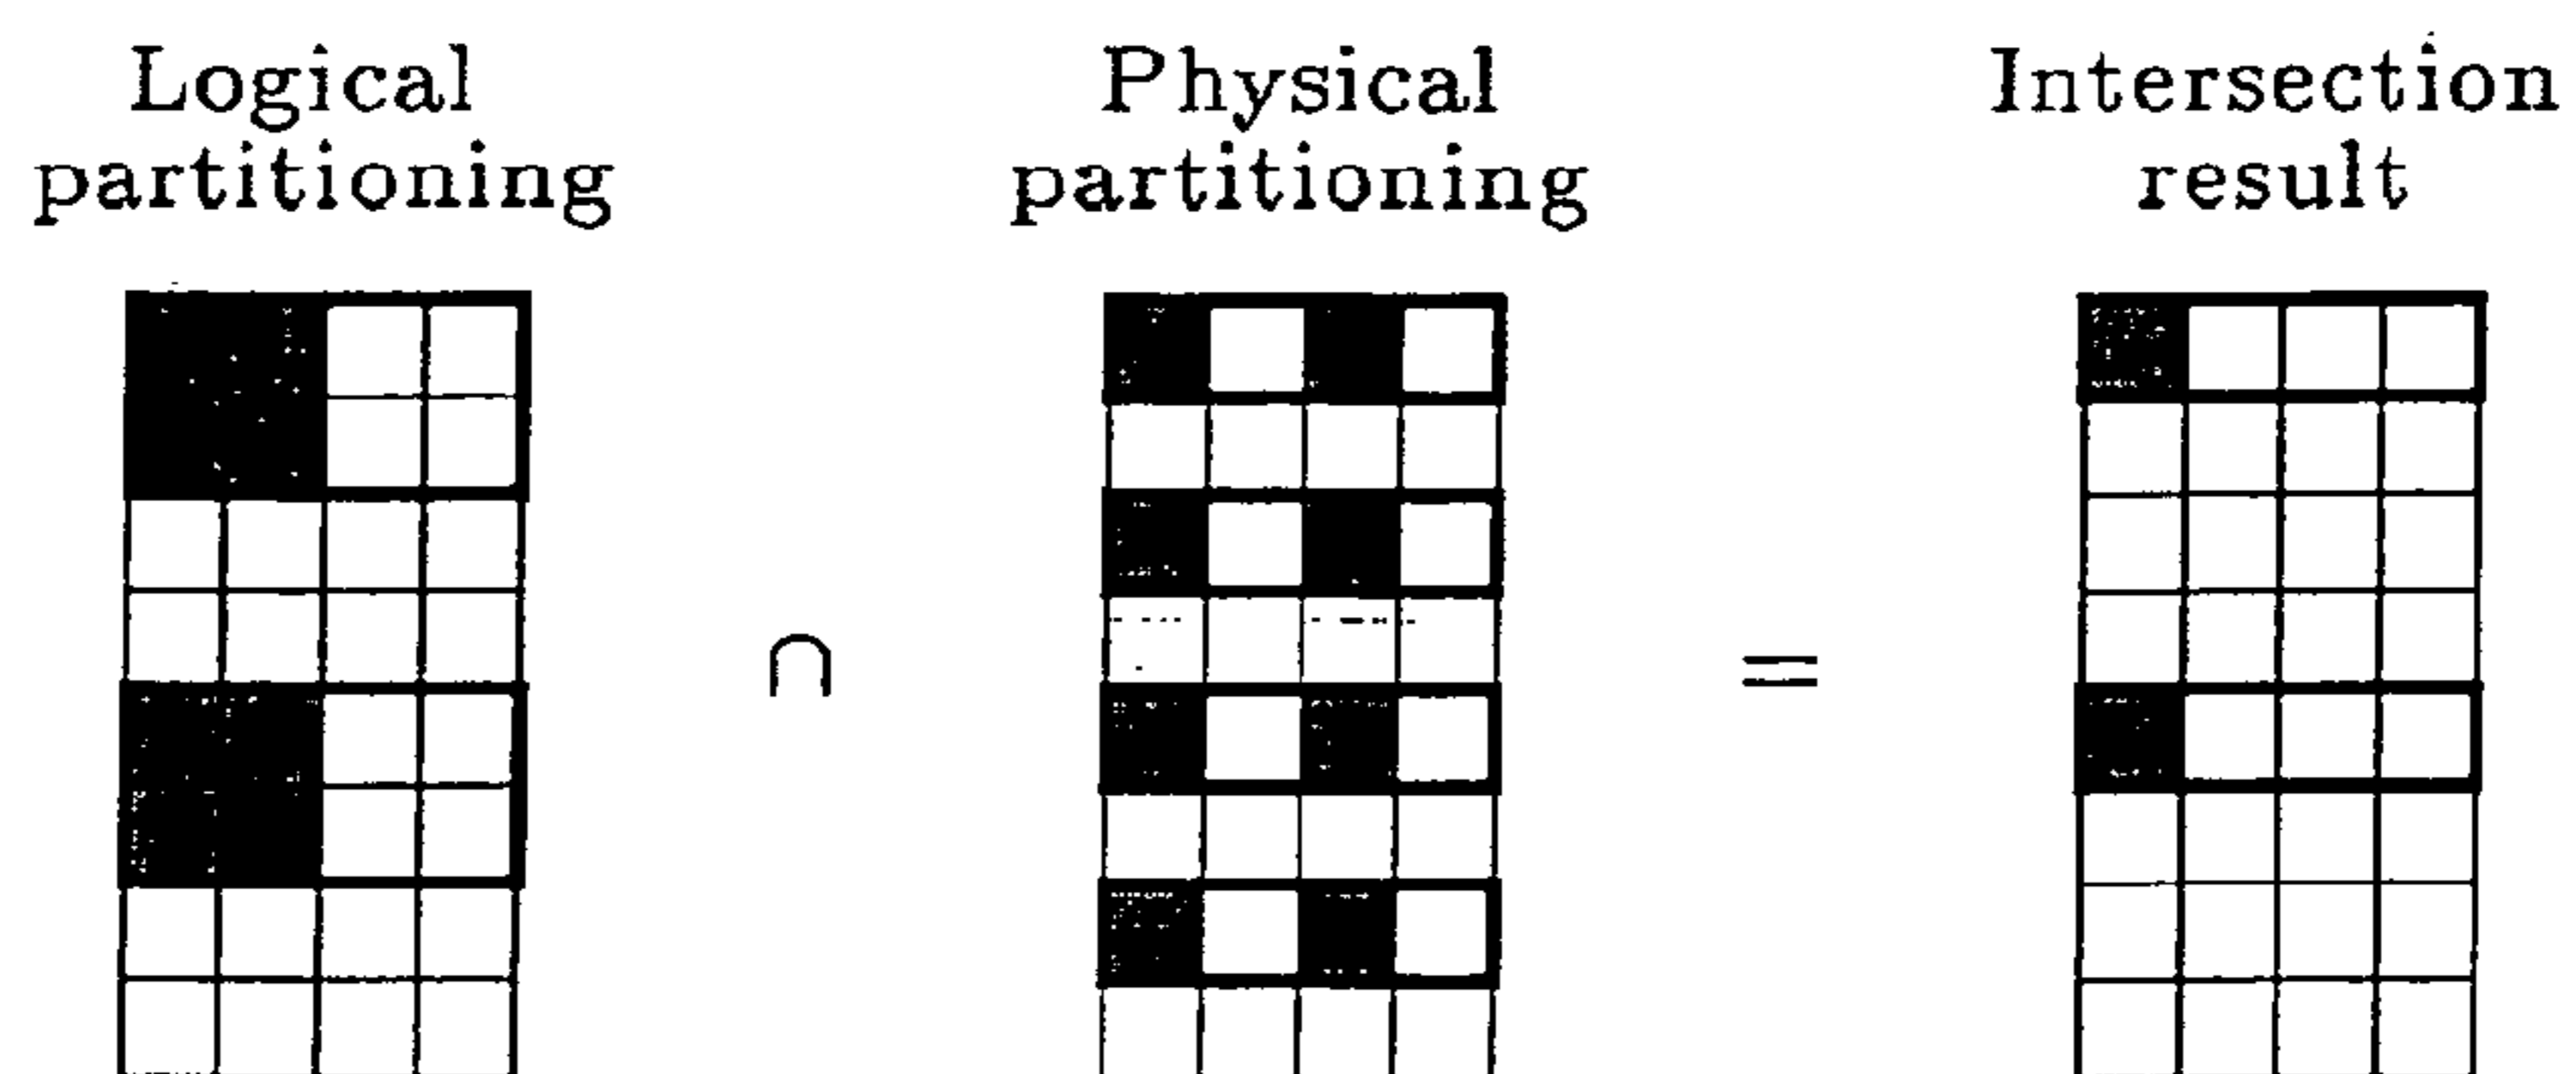 Logical
partitioning
Physical
partitioning
Intersection
result
∩
=